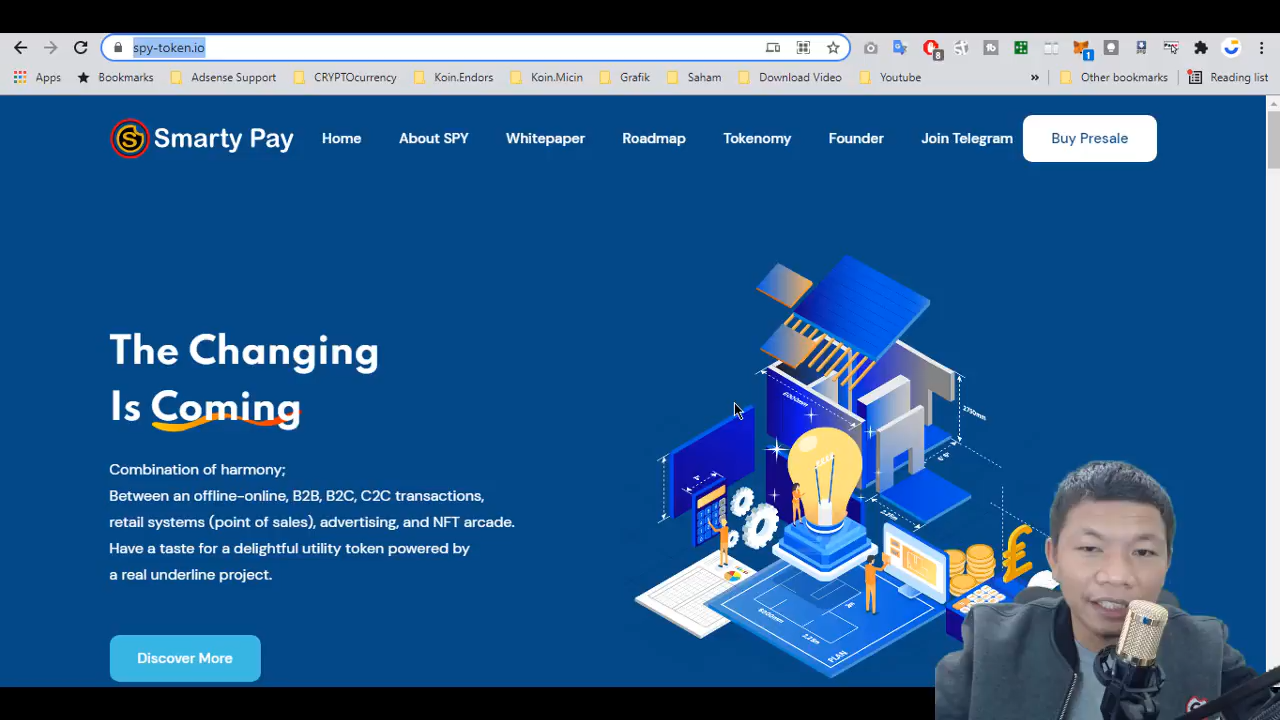 spy-token.io
8
1
Apps
Bookmarks
Adsense Support
CRYPTOcurrency
Koin.Endors
Koin.Micin
Grafik
Saham
Download Video
Youtube
»
Other bookmarks
Reading list
Smarty Pay
Home
About SPY
Whitepaper
Roadmap
Tokenomy
Founder
Join Telegram
Buy Presale
The Changing
Is Coming
Combination of harmony;
Between an offline-online, B2B, B2C, C2C transactions,
retail systems (point of sales), advertising, and NFT arcade.
Have a taste for a delightful utility token powered by
a real underline project.
Discover More
PLAN